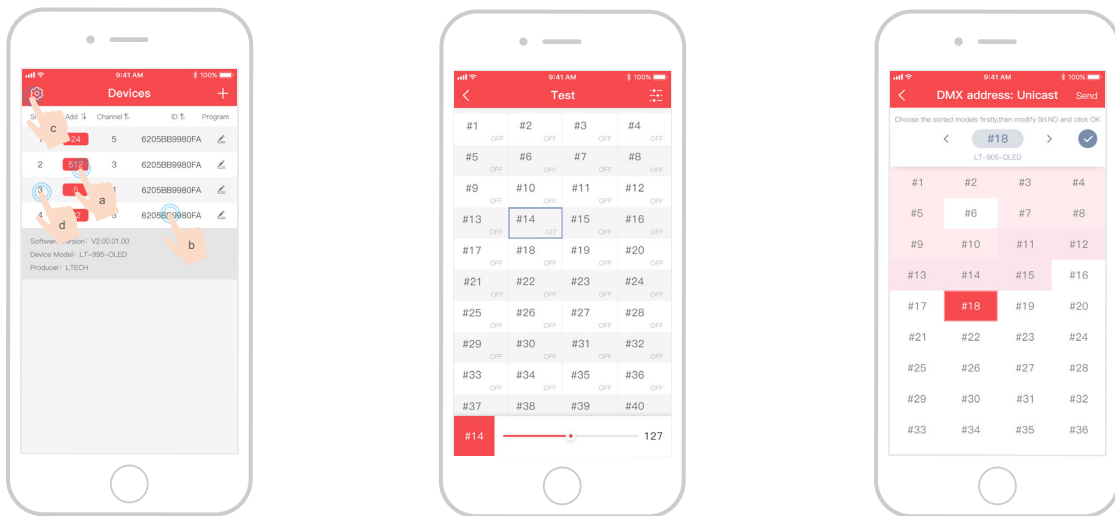 9:41 AM 100%
Devices +
Add Channel ID Program
c
24 5 6205BB9980FA
2 512 3 6205BB9980FA
a
3 5 6205BB9980FA
d
4 6205BB9980FA
b
V2.00.01.00
Device Model: LT-995-OLED
Producer: LTECH
9:41 AM 100%
Test
#1 #2 #3 #4
OFF OFF OFF OFF
#5 #6 #7 #8
OFF OFF OFF OFF
#9 #10 #11 #12
OFF OFF OFF OFF
#13 #14 #15 #16
OFF 127 OFF OFF
#17 #18 #19 #20
OFF OFF OFF OFF
#21 #22 #23 #24
OFF OFF OFF OFF
#25 #26 #27 #28
OFF OFF OFF OFF
#29 #30 #31 #32
OFF OFF OFF OFF
#33 #34 #35 #36
OFF OFF OFF OFF
#37 #38 #39 #40
#14 127
9:41 AM 100%
DMX address: Unicast Send
Choose the sorted models firstly,then modify Srl.NO and click OK
< #18 >
LT-905-OLED
#1 #2 #3 #4
#5 #6 #7 #8
#9 #10 #11 #12
#13 #14 #15 #16
#17 #18 #19 #20
#21 #22 #23 #24
#25 #26 #27 #28
#29 #30 #31 #32
#33 #34 #35 #36